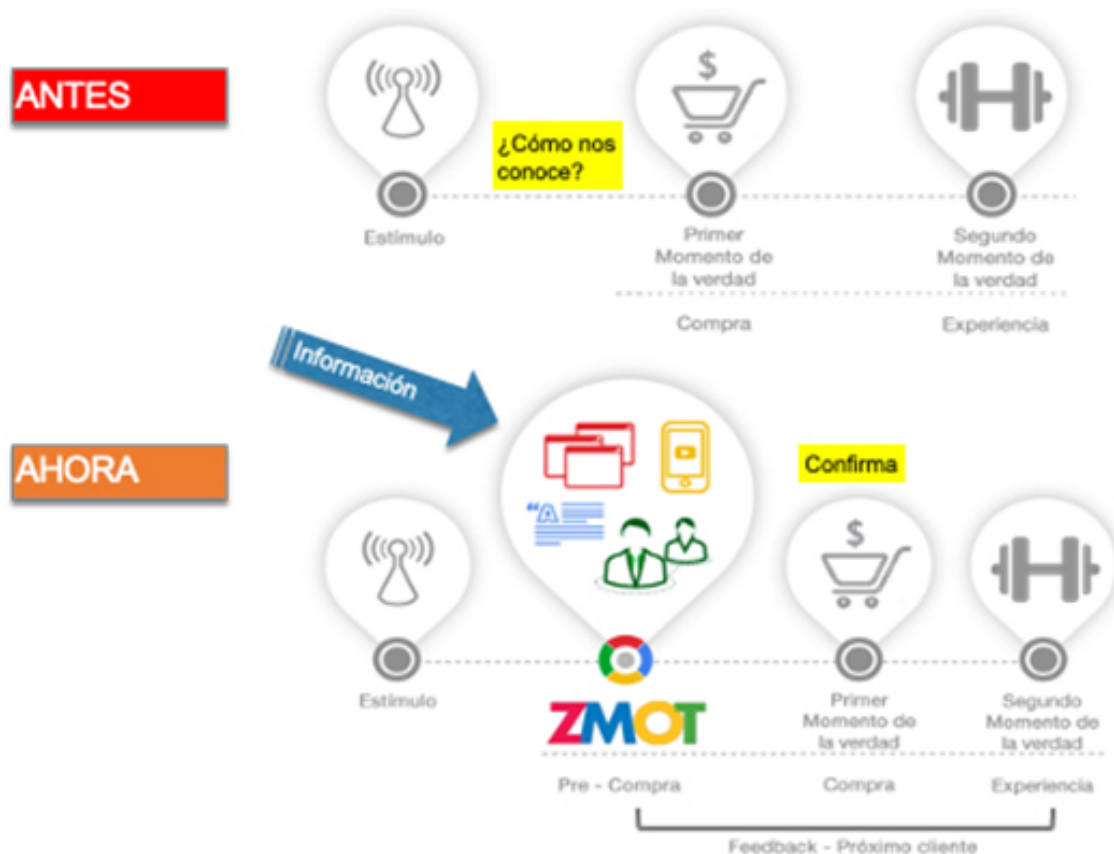 ANTES
$
¿Cómo nos
conoce?
Estímulo
Primer
Momento de
la verdad
Segundo
Momento de
la verdad
Compra
Experiencia
Información
AHORA
“A
Confirma
$
Estímulo
ZMOT
Primer
Momento de
la verdad
Segundo
Momento de
la verdad
Pre - Compra
Compra
Experiencia
Feedback - Próximo cliente